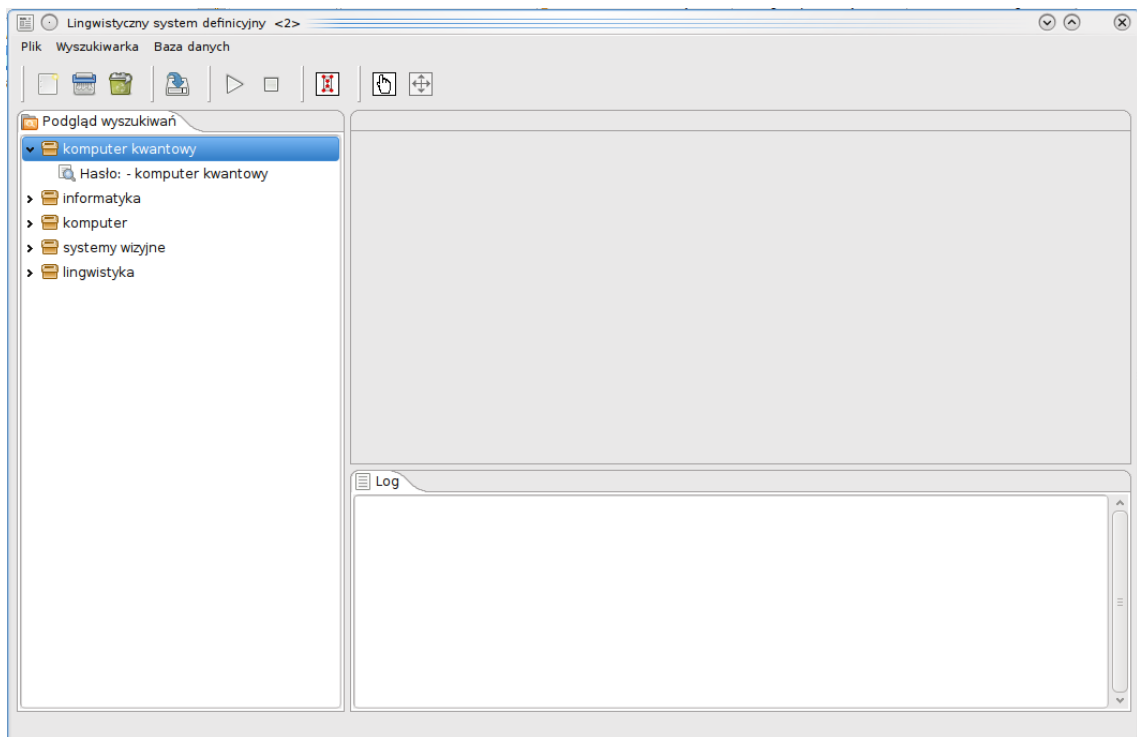 Lingwistyczny system definicyjny <2>
Plik Wyszukiwarka Baza danych
Podgląd wyszukiwań
komputer kwantowy
Hasło: - komputer kwantowy
informatyka
komputer
systemy wizyjne
lingwistyka
Log